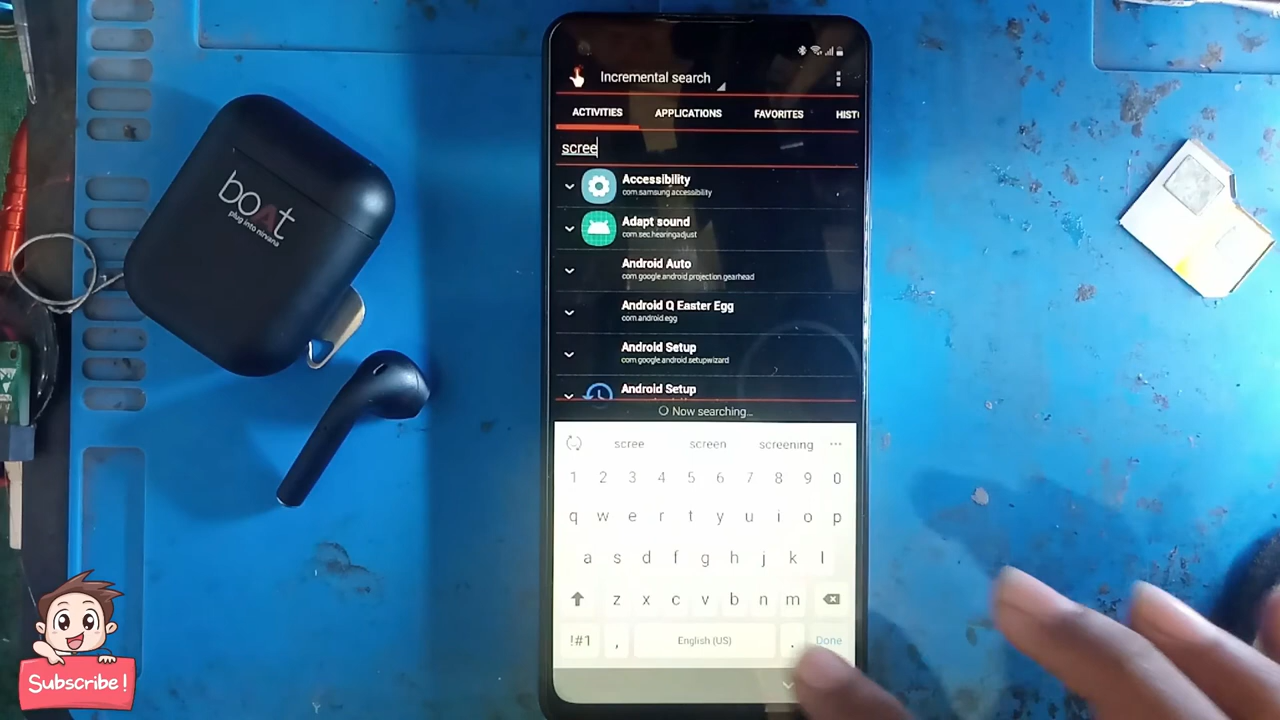 boAt
plug into nirvana
Incremental search
ACTIVITIES APPLICATIONS FAVORITES HIST
scree
Accessibility
com.samsung.accessibility
Adapt sound
com.sec.hearingadjust
Android Auto
com.google.android.projection.gearhead
Android Q Easter Egg
com.android.egg
Android Setup
com.google.android.setupwizard
Android Setup
Now searching...
scree screen screening ...
1 2 3 4 5 6 7 8 9 0
q w e r t y u i o p
a s d f g h j k l
z x c v b n m
!#1 , English (US) . Done
Subscribe!